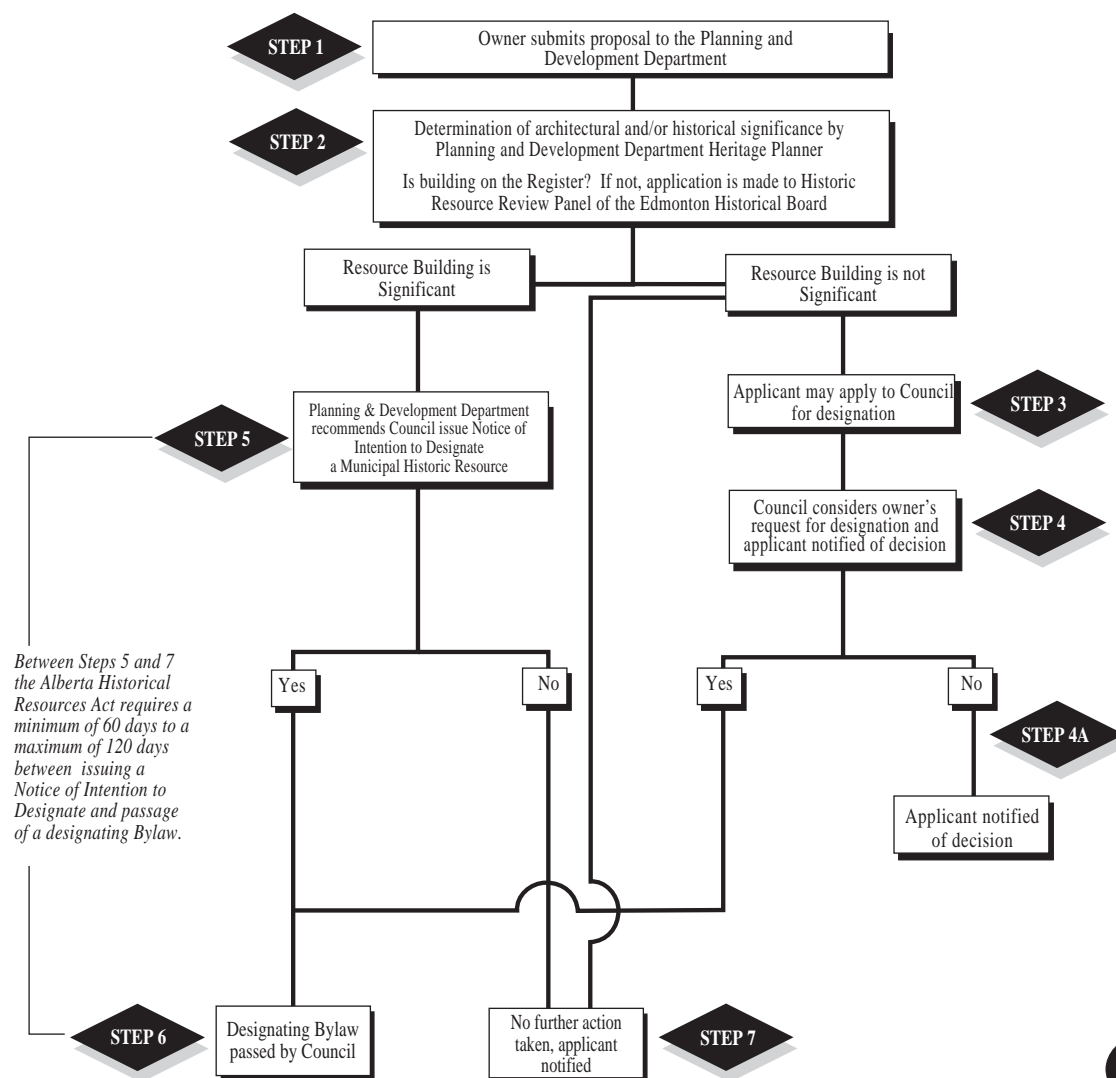 STEP 1
Owner submits proposal to the Planning and
Development Department
STEP 2
Determination of architectural and/or historical significance by
Planning and Development Department Heritage Planner
Is building on the Register? If not, application is made to Historic
Resource Review Panel of the Edmonton Historical Board
Resource Building is
Significant
Resource Building is not
Significant
Applicant may apply to Council
for designation
STEP 3
STEP 5
Planning & Development Department
recommends Council issue Notice of
Intention to Designate
a Municipal Historic Resource
Council considers owner's
request for designation and
applicant notified of decision
STEP 4
Between Steps 5 and 7
the Alberta Historical
Resources Act requires a
minimum of 60 days to a
maximum of 120 days
between issuing a
Notice of Intention to
Designate and passage
of a designating Bylaw.
Yes
No
Yes
No
STEP 4A
Applicant notified
of decision
STEP 6
Designating Bylaw
passed by Council
No further action
taken, applicant
notified
STEP 7